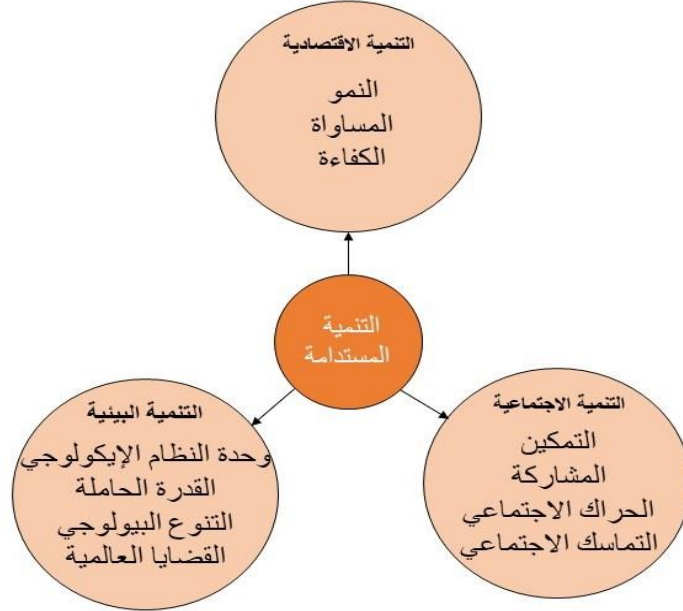 التنمية الاقتصادية
النمو
المساواة
الكفاءة
التنمية
المستدامة
التنمية الاجتماعية
التمكين
المشاركة
الحراك الاجتماعي
التماسك الاجتماعي
التنمية البيئية
وحدة النظام الإيكولوجي
القدرة الحاملة
التنوع البيولوجي
القضايا العالمية